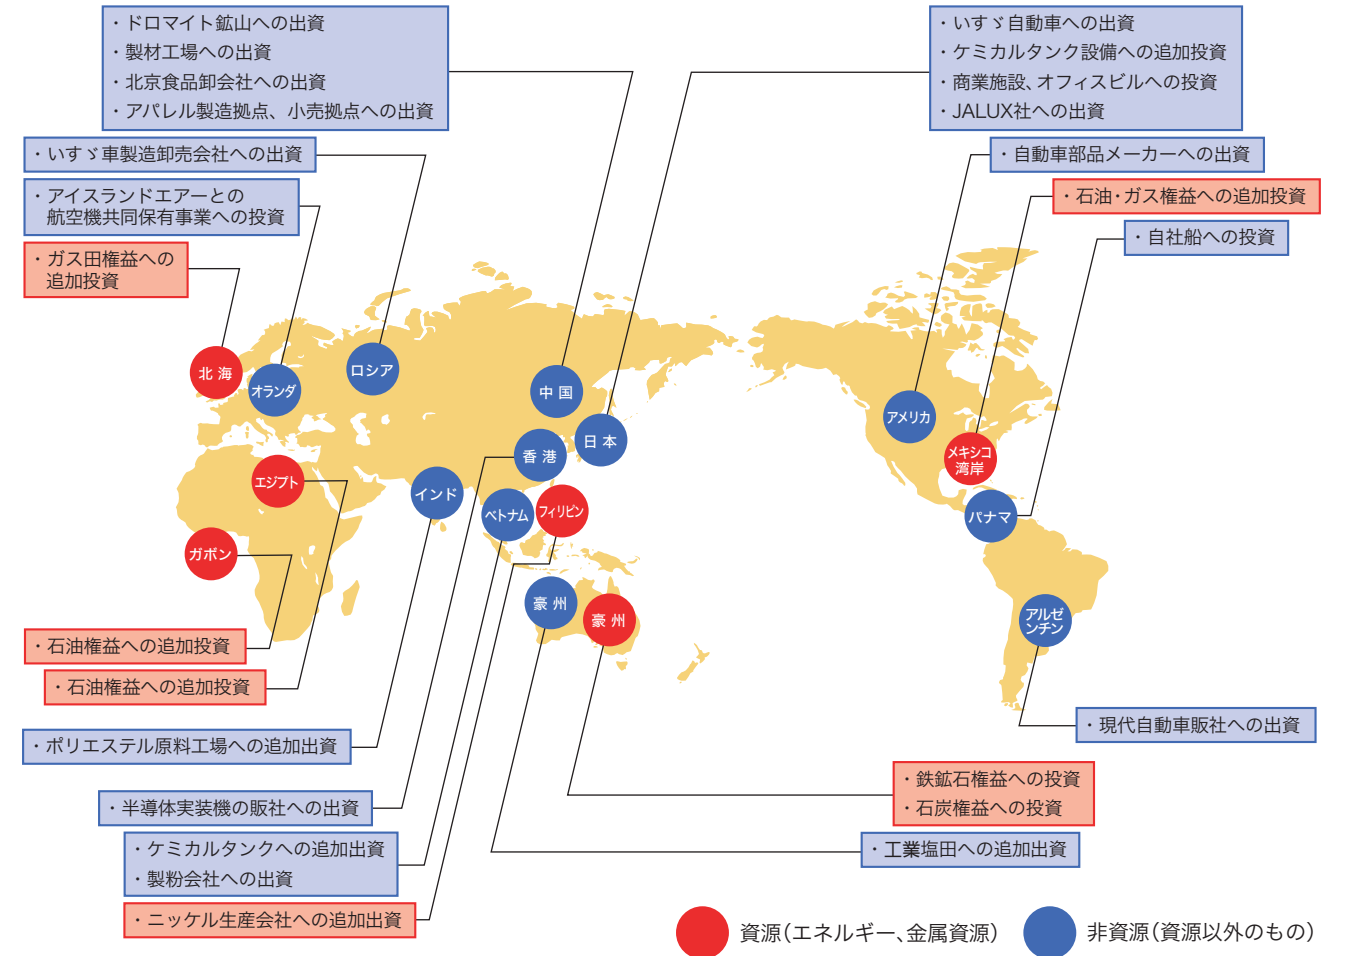 ・ドロマイト鉱山への出資
・製材工場への出資
・北京食品卸会社への出資
・アパレル製造拠点、小売拠点への出資
・いすゞ自動車への出資
・ケミカルタンク設備への追加投資
・商業施設、オフィスビルへの投資
・JALUX社への出資
・いすゞ車製造卸売会社への出資
・アイスランドエアーとの
航空機共同保有事業への投資
・ガス田権益への
追加投資
・自動車部品メーカーへの出資
・石油・ガス権益への追加投資
・自社船への投資
北海
オランダ
ロシア
中国
日本
香港
アメリカ
メキシコ
湾岸
エジプト
インド
ベトナム
フィリピン
パナマ
ガボン
豪州
豪州
アルゼ
ンチン
・石油権益への追加投資
・石油権益への追加投資
・ポリエステル原料工場への追加出資
・半導体実装機の販社への出資
・ケミカルタンクへの追加出資
・製粉会社への出資
・ニッケル生産会社への追加出資
・現代自動車販社への出資
・鉄鉱石権益への投資
・石炭権益への投資
・工業塩田への追加出資
資源(エネルギー、金属資源)
非資源(資源以外のもの)